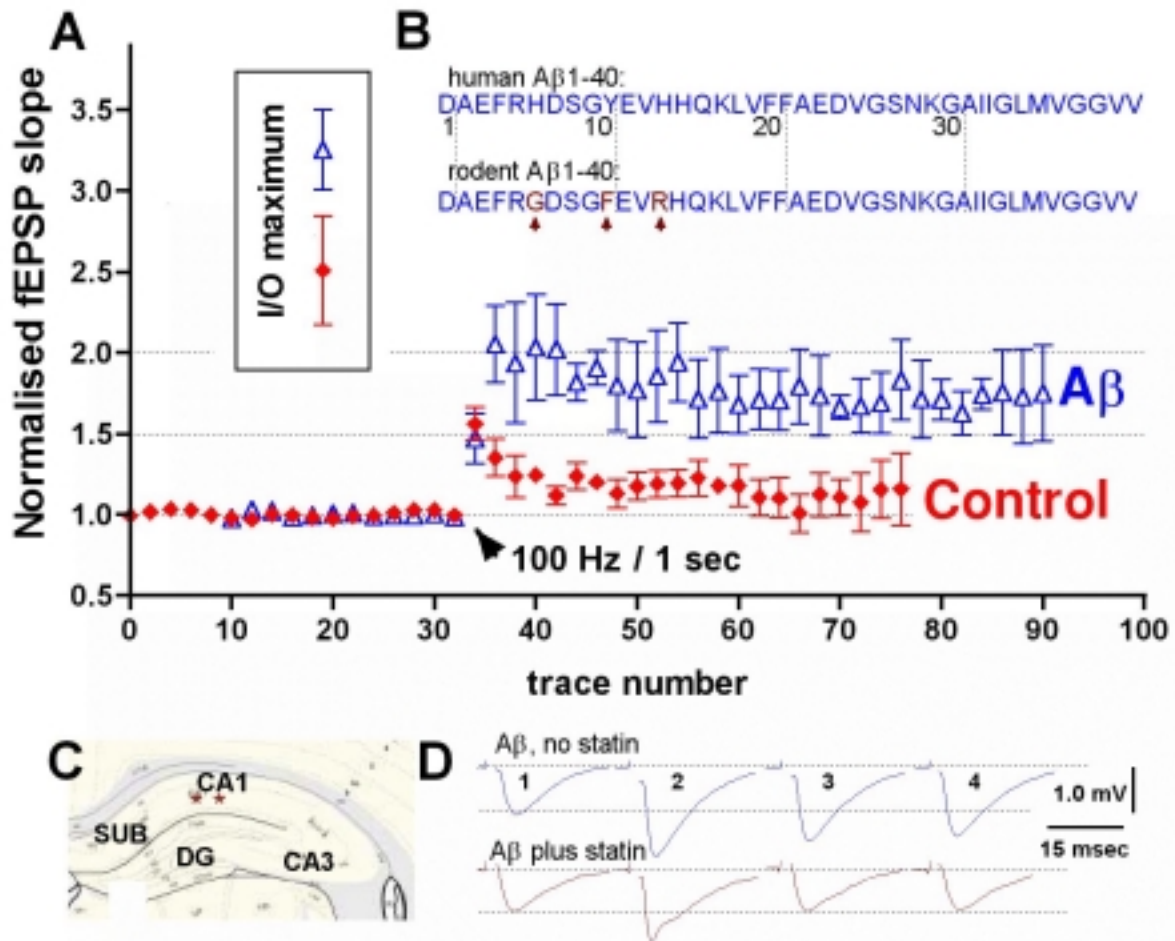 A
B
Normalised fEPSP slope
3.5
3.0
2.5
2.0
1.5
1.0
0.5
0 10 20 30 40 50 60 70 80 90 100
trace number
I/O maximum
human Aβ1-40:
DAEFRHDSGYEVHHQKLVFFAEDVGSNKGAIIGLMVGGVV
1 10 20 30
rodent Aβ1-40:
DAEFRGDSGFEVRHQKLVFFAEDVGSNKGAIIGLMVGGVV
Aβ
Control
100 Hz / 1 sec
C
CA1
SUB
DG
CA3
D
Aβ, no statin
1 2 3 4
1.0 mV
15 msec
Aβ plus statin